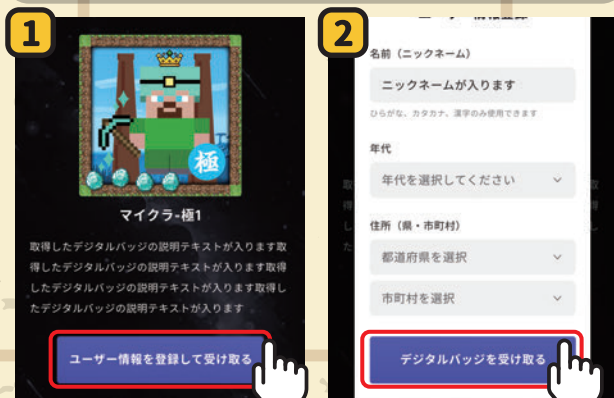 1
極
マイクラ-極1
取得したデジタルバッジの説明テキストが入ります取
得したデジタルバッジの説明テキストが入ります取得
したデジタルバッジの説明テキストが入ります取得し
たデジタルバッジの説明テキストが入ります
ユーザー情報を登録して受け取る
2
名前（ニックネーム）
ニックネームが入ります
ひらがな、カタカナ、漢字のみ使用できます
年代
年代を選択してください
住所（県・市町村）
都道府県を選択
市町村を選択
デジタルバッジを受け取る